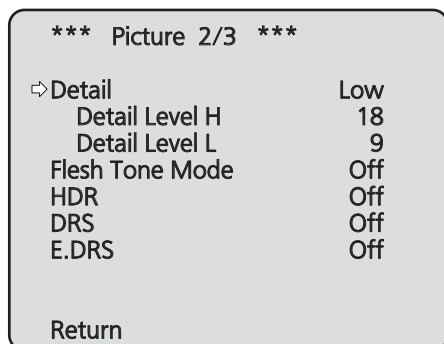 *** Picture 2/3 ***
⇨Detail Low
Detail Level H 18
Detail Level L 9
Flesh Tone Mode Off
HDR Off
DRS Off
E.DRS Off
Return